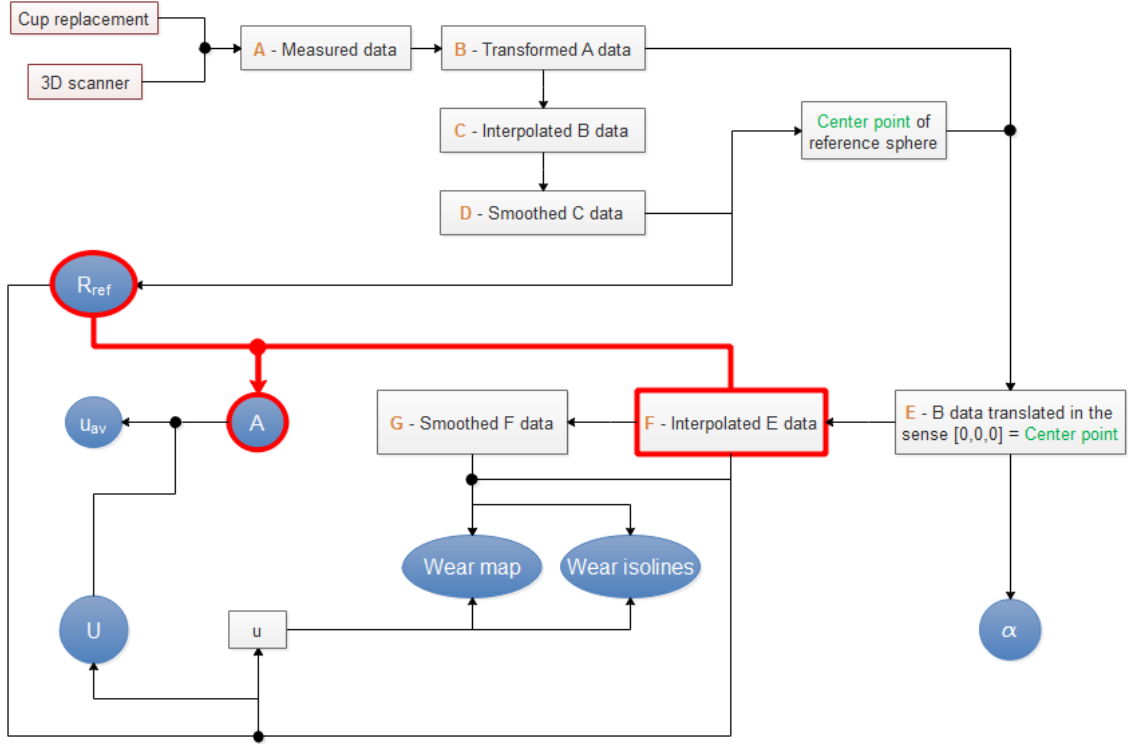 Cup replacement
3D scanner
A - Measured data
B - Transformed A data
C - Interpolated B data
D - Smoothed C data
Center point of
reference sphere
Rref
A
uav
G - Smoothed F data
F - Interpolated E data
E - B data translated in the
sense [0,0,0] = Center point
Wear map
Wear isolines
U
u
α